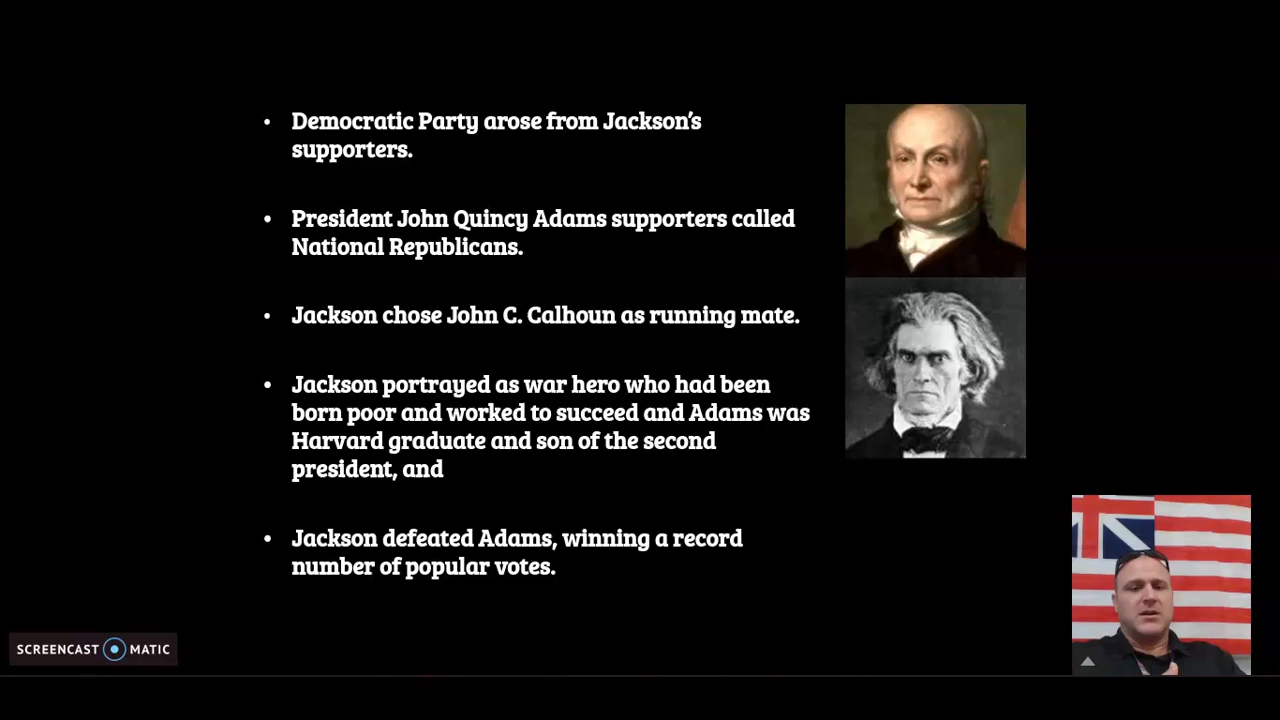 • Democratic Party arose from Jackson’s
supporters.
• President John Quincy Adams supporters called
National Republicans.
• Jackson chose John C. Calhoun as running mate.
• Jackson portrayed as war hero who had been
born poor and worked to succeed and Adams was
Harvard graduate and son of the second
president, and
• Jackson defeated Adams, winning a record
number of popular votes.
SCREENCAST MATIC